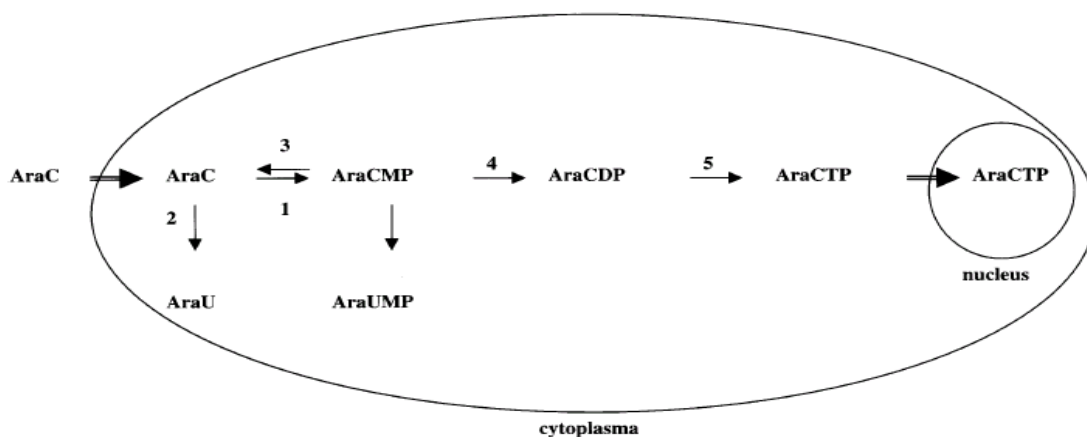 3 4 5
AraC AraC AraCMP AraCDP AraCTP AraCTP
2 1
nucleus
AraU AraUMP
cytoplasma